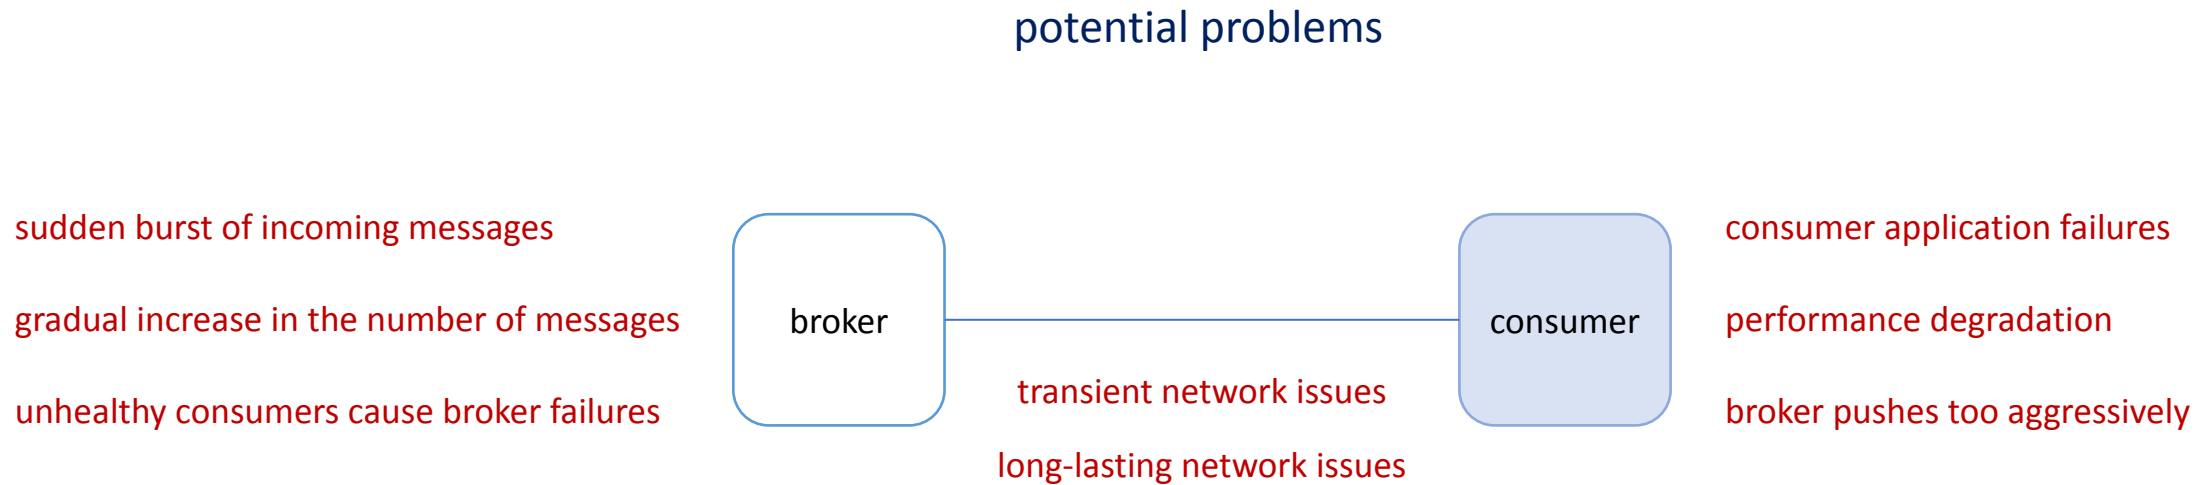 potential problems
sudden burst of incoming messages
gradual increase in the number of messages
unhealthy consumers cause broker failures
broker
transient network issues
long-lasting network issues
consumer
consumer application failures
performance degradation
broker pushes too aggressively